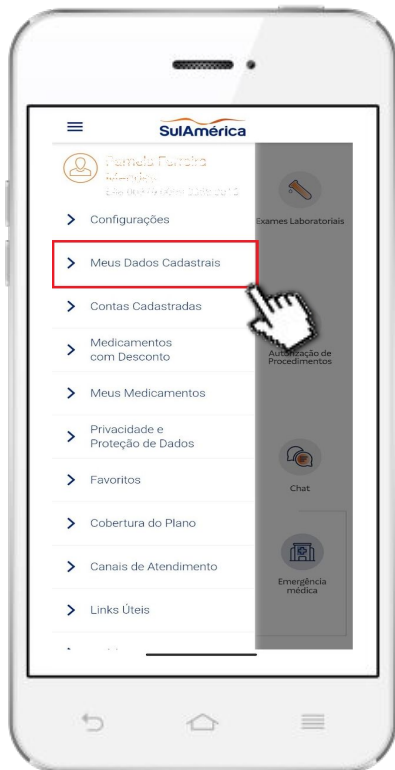 SulAmérica
Configurações
Exames Laboratoriais
Meus Dados Cadastrais
Contas Cadastradas
Medicamentos
com Desconto
Autorização de
Procedimentos
Meus Medicamentos
Privacidade e
Proteção de Dados
Favoritos
Chat
Cobertura do Plano
Canais de Atendimento
Emergência
médica
Links Úteis